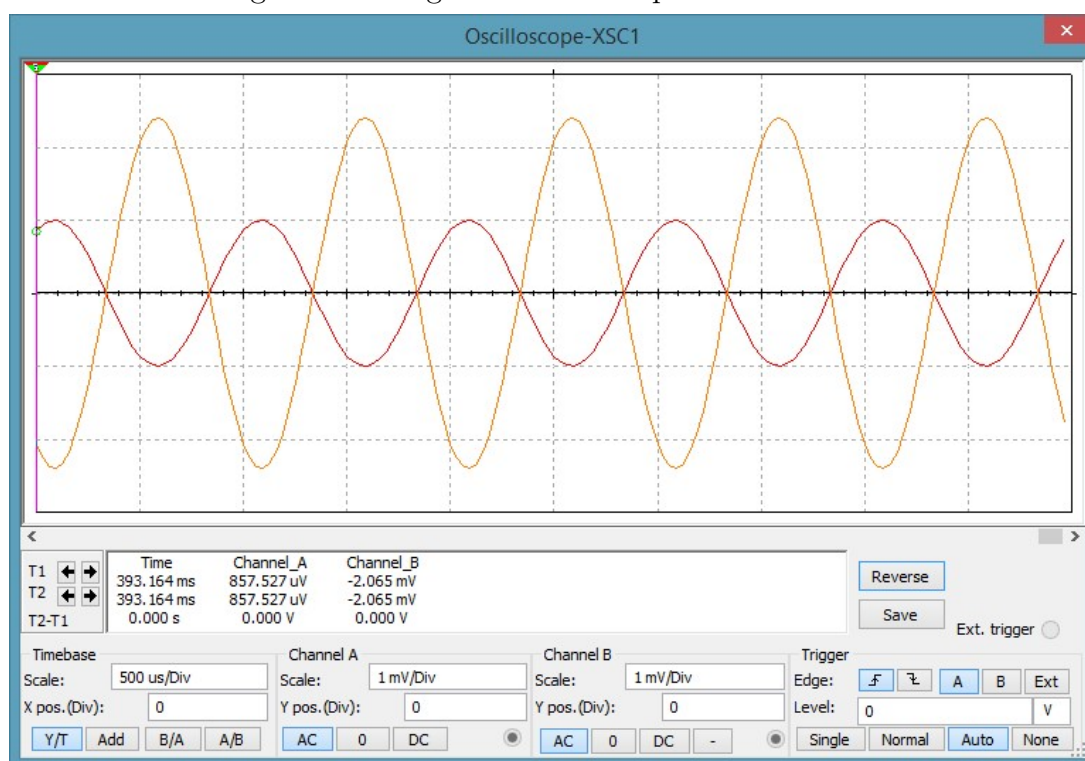 Oscilloscope-XSC1
Time Channel_A Channel_B
T1 393.164 ms 857.527 uV -2.065 mV
T2 393.164 ms 857.527 uV -2.065 mV
T2-T1 0.000 s 0.000 V 0.000 V
Reverse
Save
Ext. trigger
Timebase Channel A Channel B Trigger
Scale: 500 us/Div Scale: 1 mV/Div Scale: 1 mV/Div Edge: A B Ext
X pos.(Div): 0 Y pos.(Div): 0 Y pos.(Div): 0 Level: 0 V
Y/T Add B/A A/B AC 0 DC AC 0 DC - Single Normal Auto None